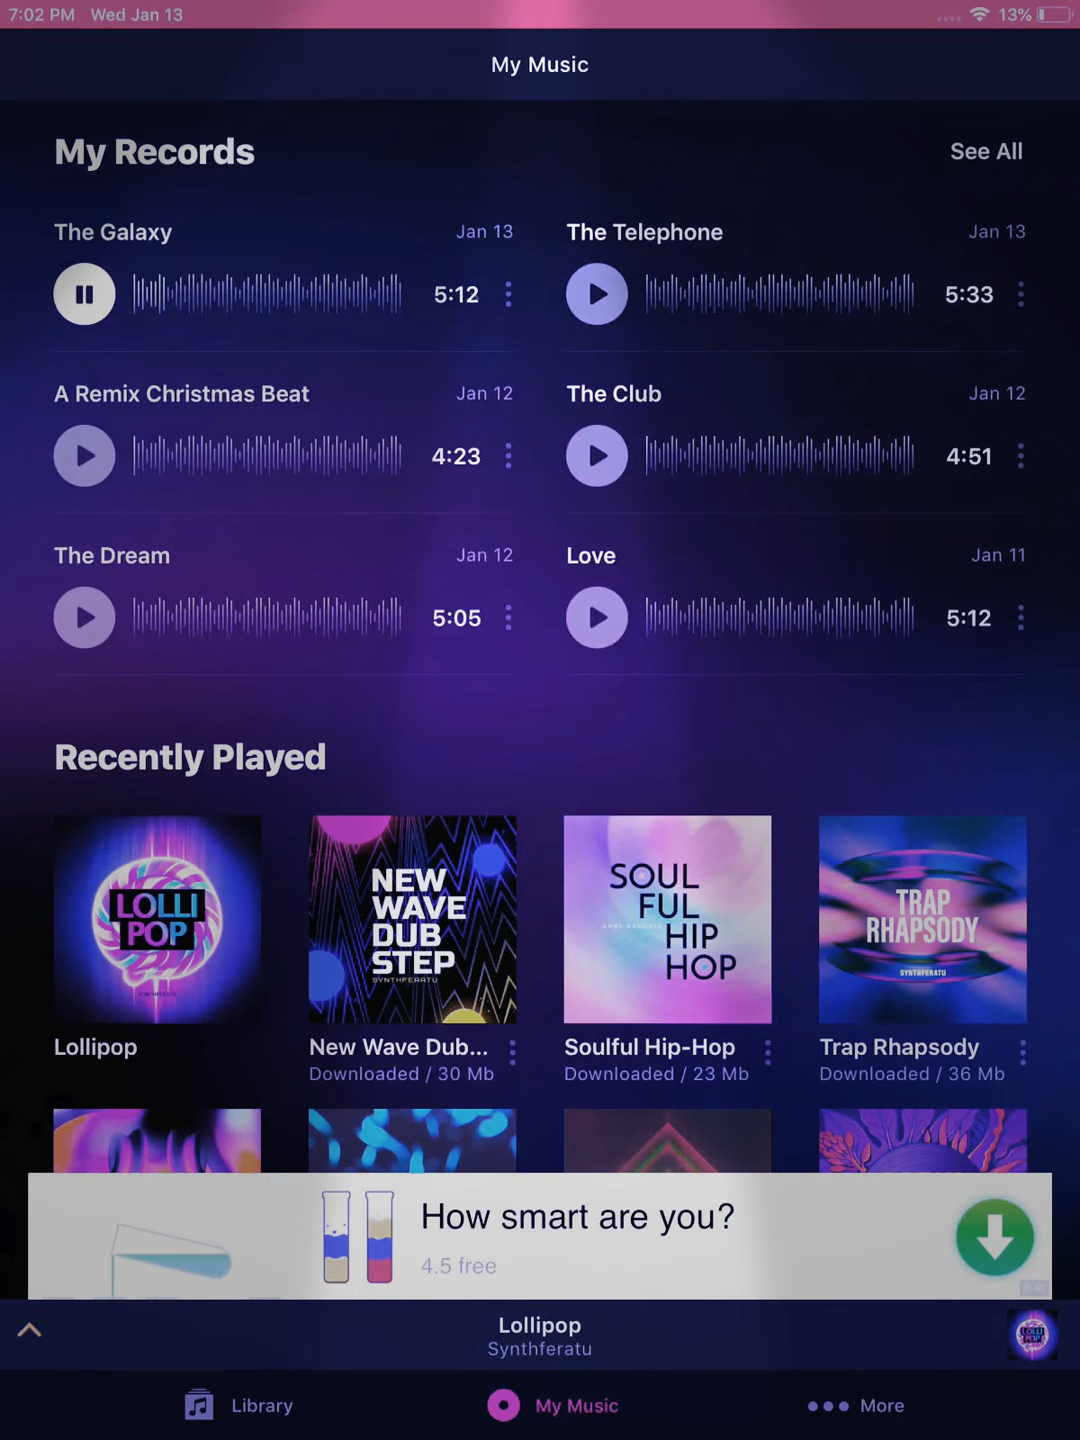 7:02 PM Wed Jan 13 13%
My Music
My Records See All
The Galaxy Jan 13
5:12
The Telephone Jan 13
5:33
A Remix Christmas Beat Jan 12
4:23
The Club Jan 12
4:51
The Dream Jan 12
5:05
Love Jan 11
5:12
Recently Played
LOLLI
POP
NEW
WAVE
DUB
STEP
SYNTHFERATU
SOUL
FUL
HIP
HOP
TRAP
RHAPSODY
SYNTHFERATU
Lollipop
New Wave Dub...
Downloaded / 30 Mb
Soulful Hip-Hop
Downloaded / 23 Mb
Trap Rhapsody
Downloaded / 36 Mb
How smart are you?
4.5 free
Lollipop
Synthferatu
LOLLI
POP
Library My Music More